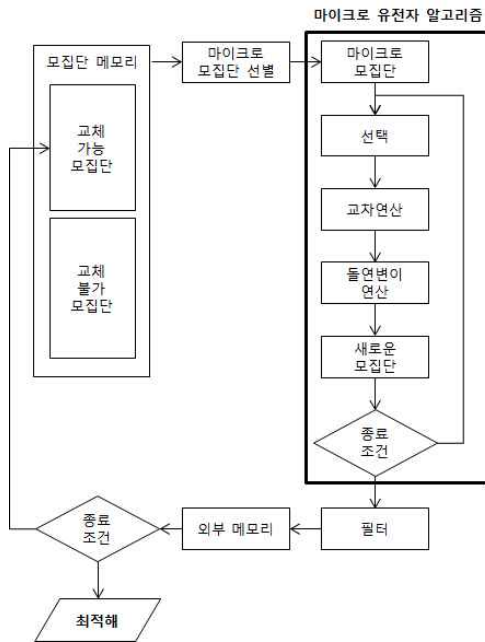 마이크로 유전자 알고리즘
모집단 메모리
교체
가능
모집단
교체
불가
모집단
마이크로
모집단 선별
마이크로
모집단
선택
교차연산
돌연변이
연산
새로운
모집단
종료
조건
필터
외부 메모리
종료
조건
최적해